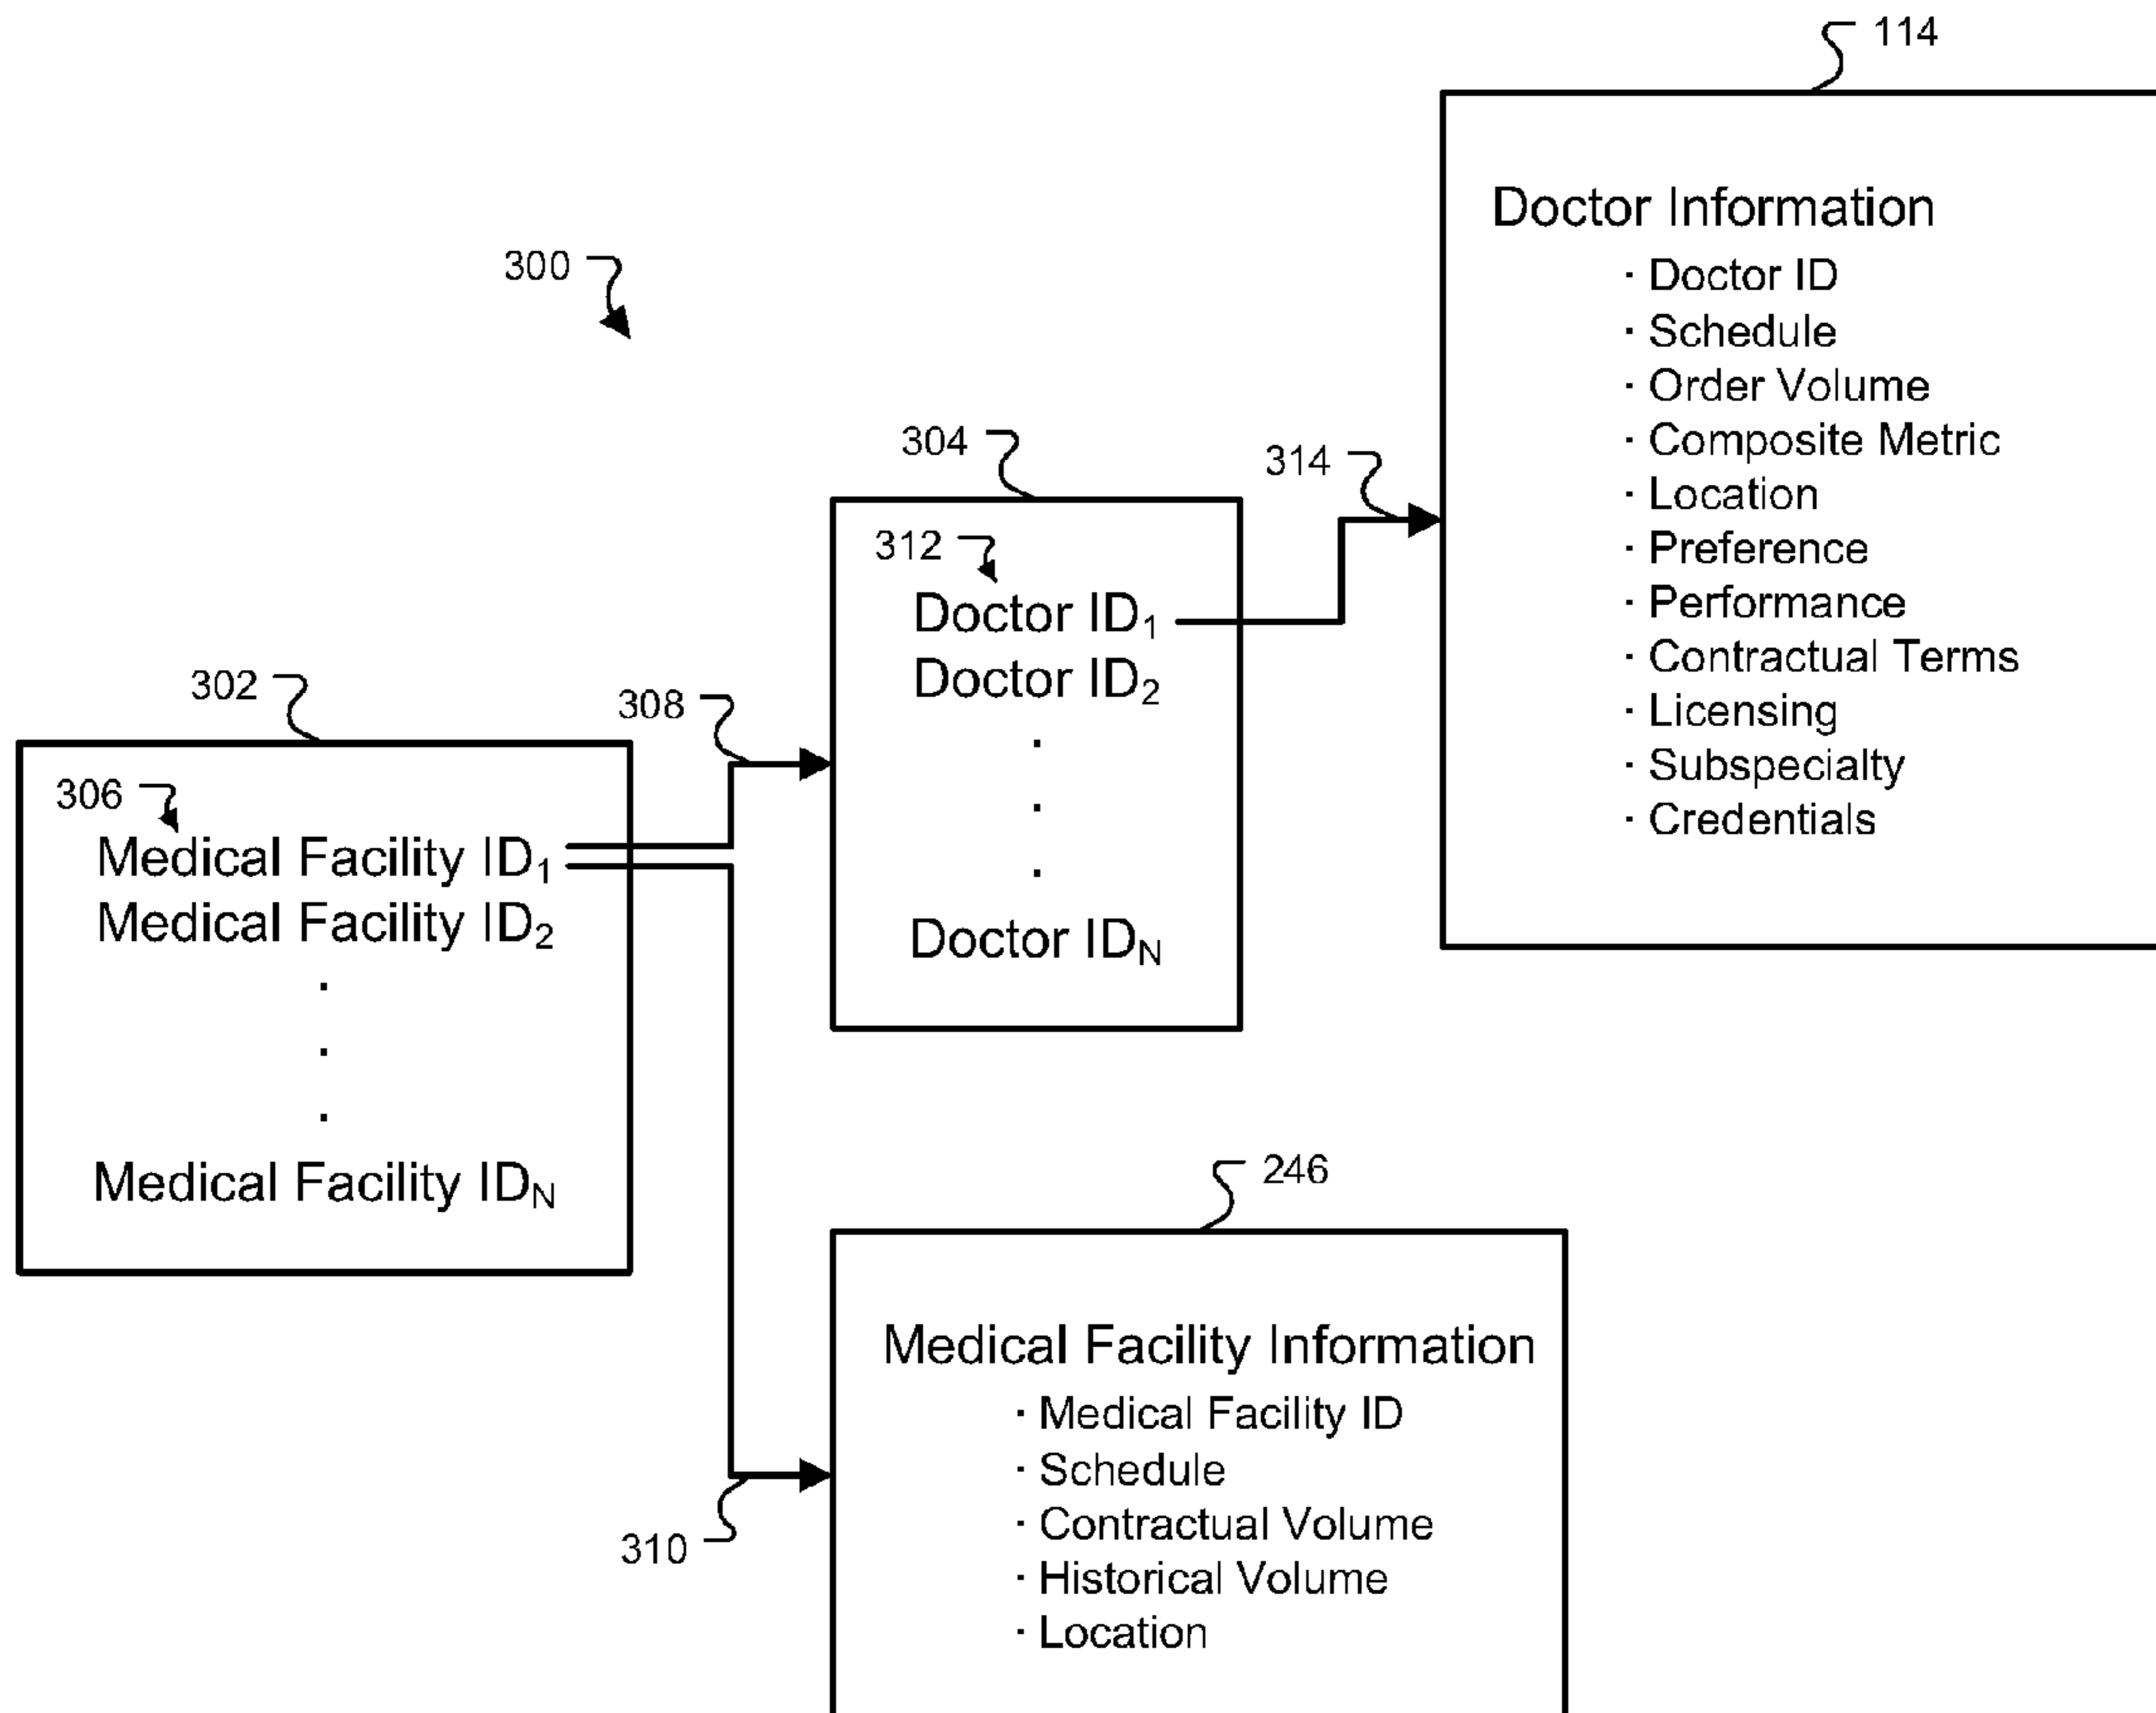 114
Doctor Information
· Doctor ID
· Schedule
· Order Volume
· Composite Metric
· Location
· Preference
· Performance
· Contractual Terms
· Licensing
· Subspecialty
· Credentials
300
304
314
312
Doctor ID₁
Doctor ID₂
.
.
.
Doctor ID_N
302
308
306
Medical Facility ID₁
Medical Facility ID₂
.
.
.
Medical Facility ID_N
246
Medical Facility Information
· Medical Facility ID
· Schedule
· Contractual Volume
· Historical Volume
· Location
310